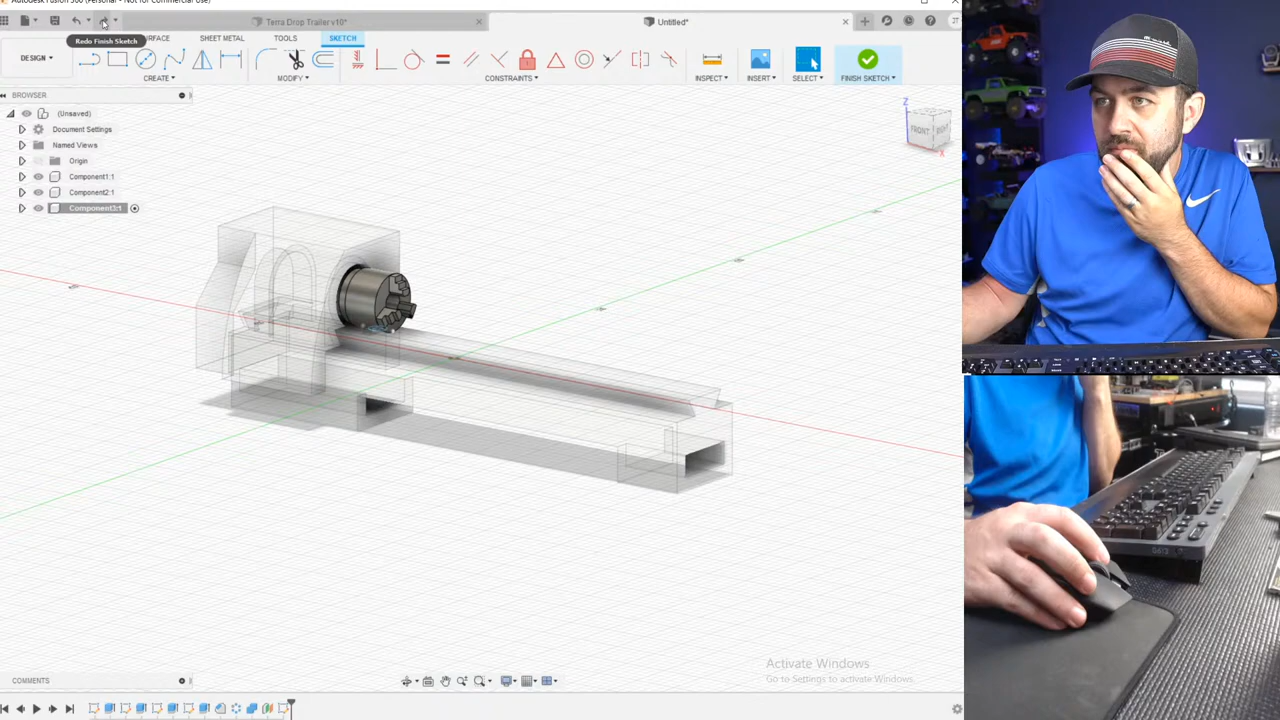 Autodesk Fusion 360 (Personal - Not for Commercial Use)
Terra Drop Trailer v10*
Untitled*
JT
Redo Finish Sketch
SHEET METAL
TOOLS
SKETCH
DESIGN
CREATE
MODIFY
CONSTRAINTS
INSPECT
INSERT
SELECT
FINISH SKETCH
BROWSER
(Unsaved)
Document Settings
Named Views
Origin
Component1:1
Component2:1
Component3:1
Z
FRONT
RIGHT
X
G613
Activate Windows
Go to Settings to activate Windows.
COMMENTS